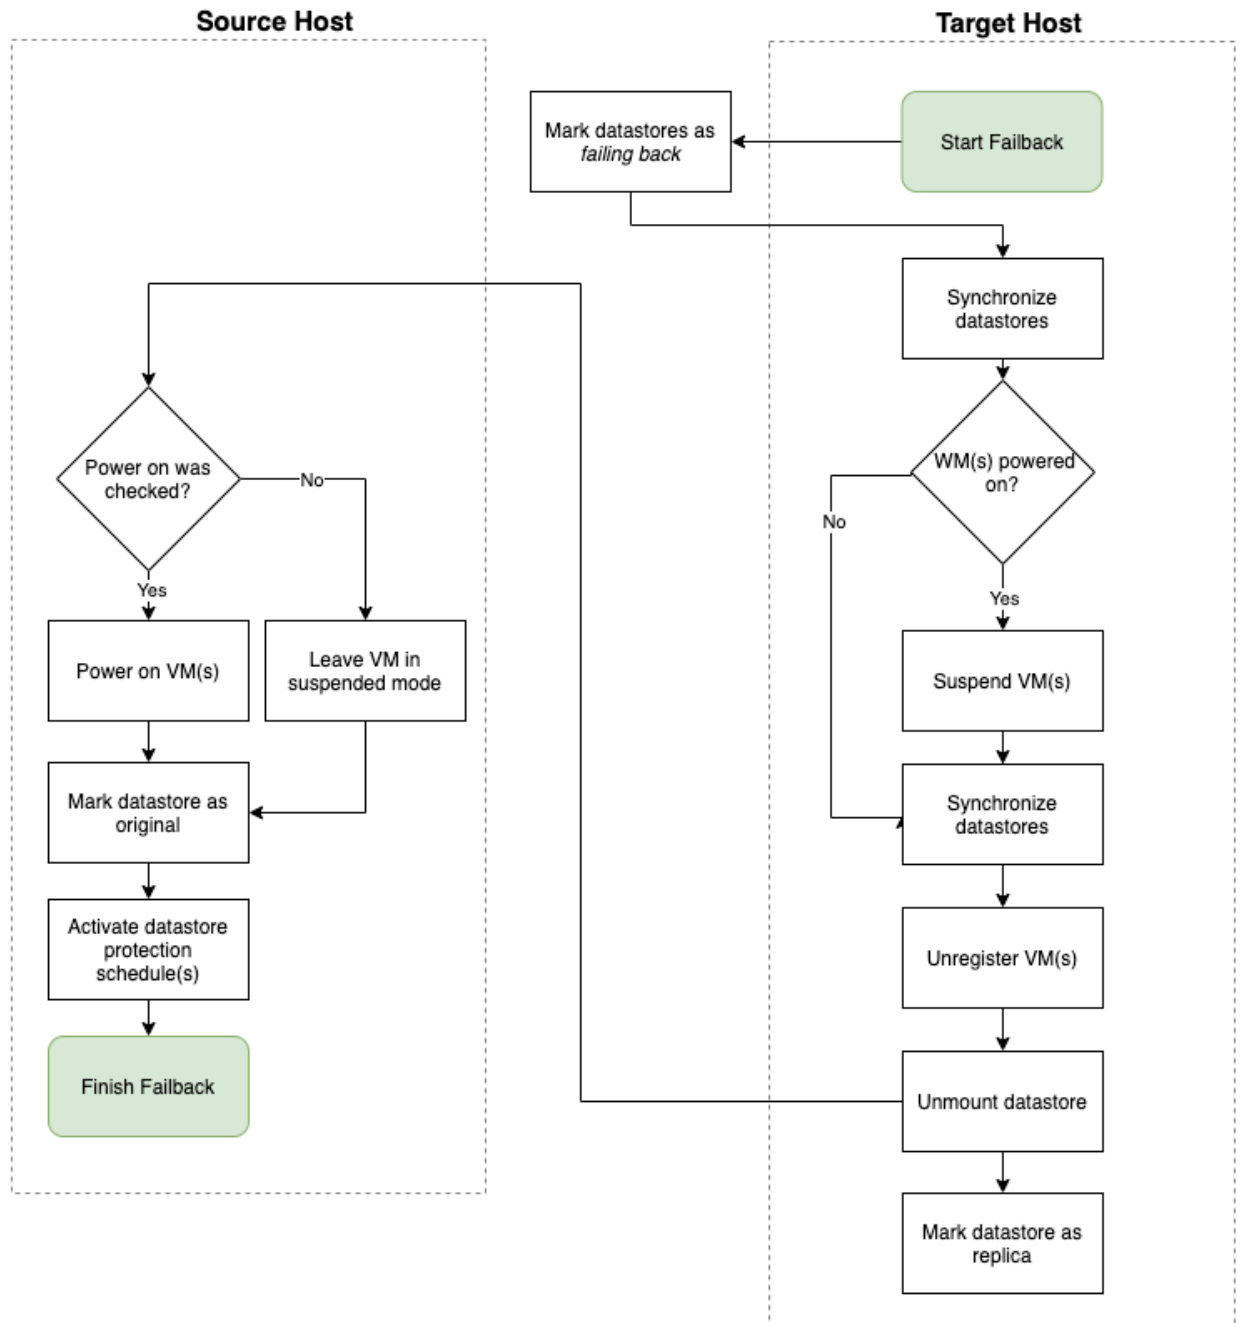 Source Host
Target Host
Mark datastores as
failing back
Start Failback
Synchronize
datastores
WM(s) powered
on?
No
Yes
Suspend VM(s)
Synchronize
datastores
Unregister VM(s)
Unmount datastore
Mark datastore as
replica
Power on was
checked?
No
Yes
Power on VM(s)
Leave VM in
suspended mode
Mark datastore as
original
Activate datastore
protection
schedule(s)
Finish Failback